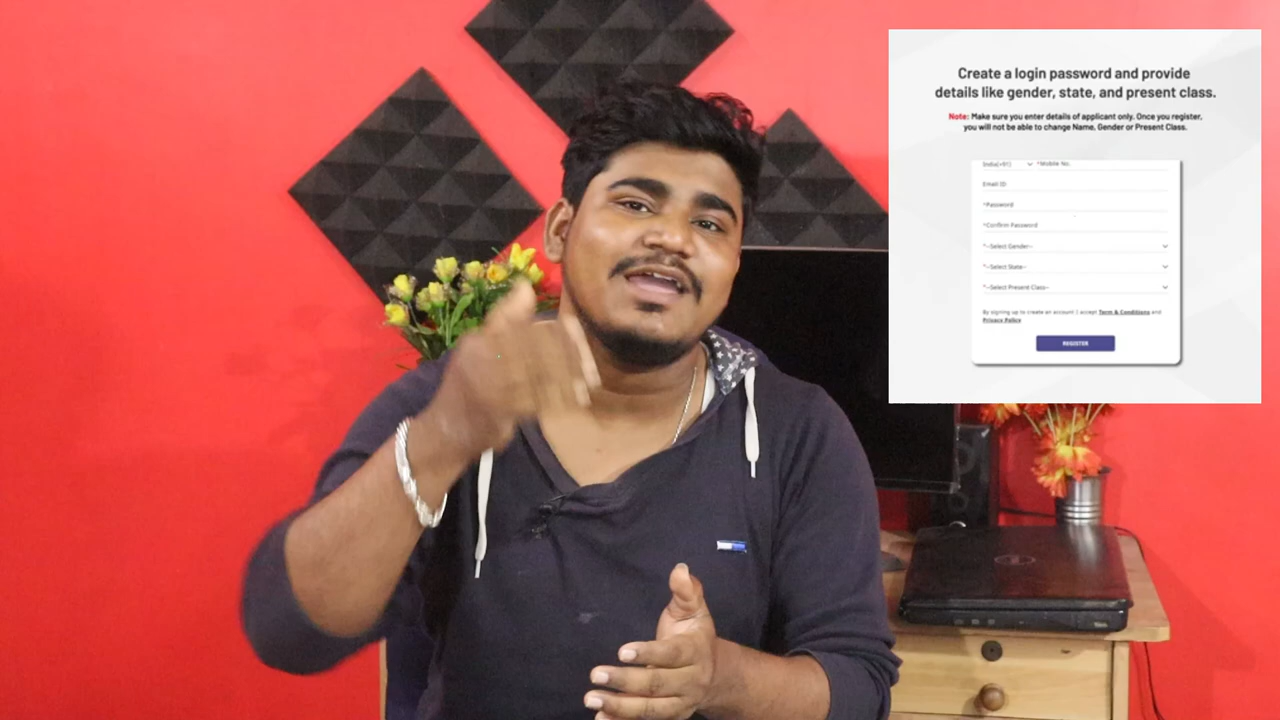 Create a login password and provide
details like gender, state, and present class.
Note: Make sure you enter details of applicant only. Once you register,
you will not be able to change Name, Gender or Present Class.
India(+91) *Mobile No.
Email ID
*Password
*Confirm Password
*--Select Gender--
*--Select State--
*--Select Present Class--
By signing up to create an account I accept Term & Conditions and
Privacy Policy
REGISTER